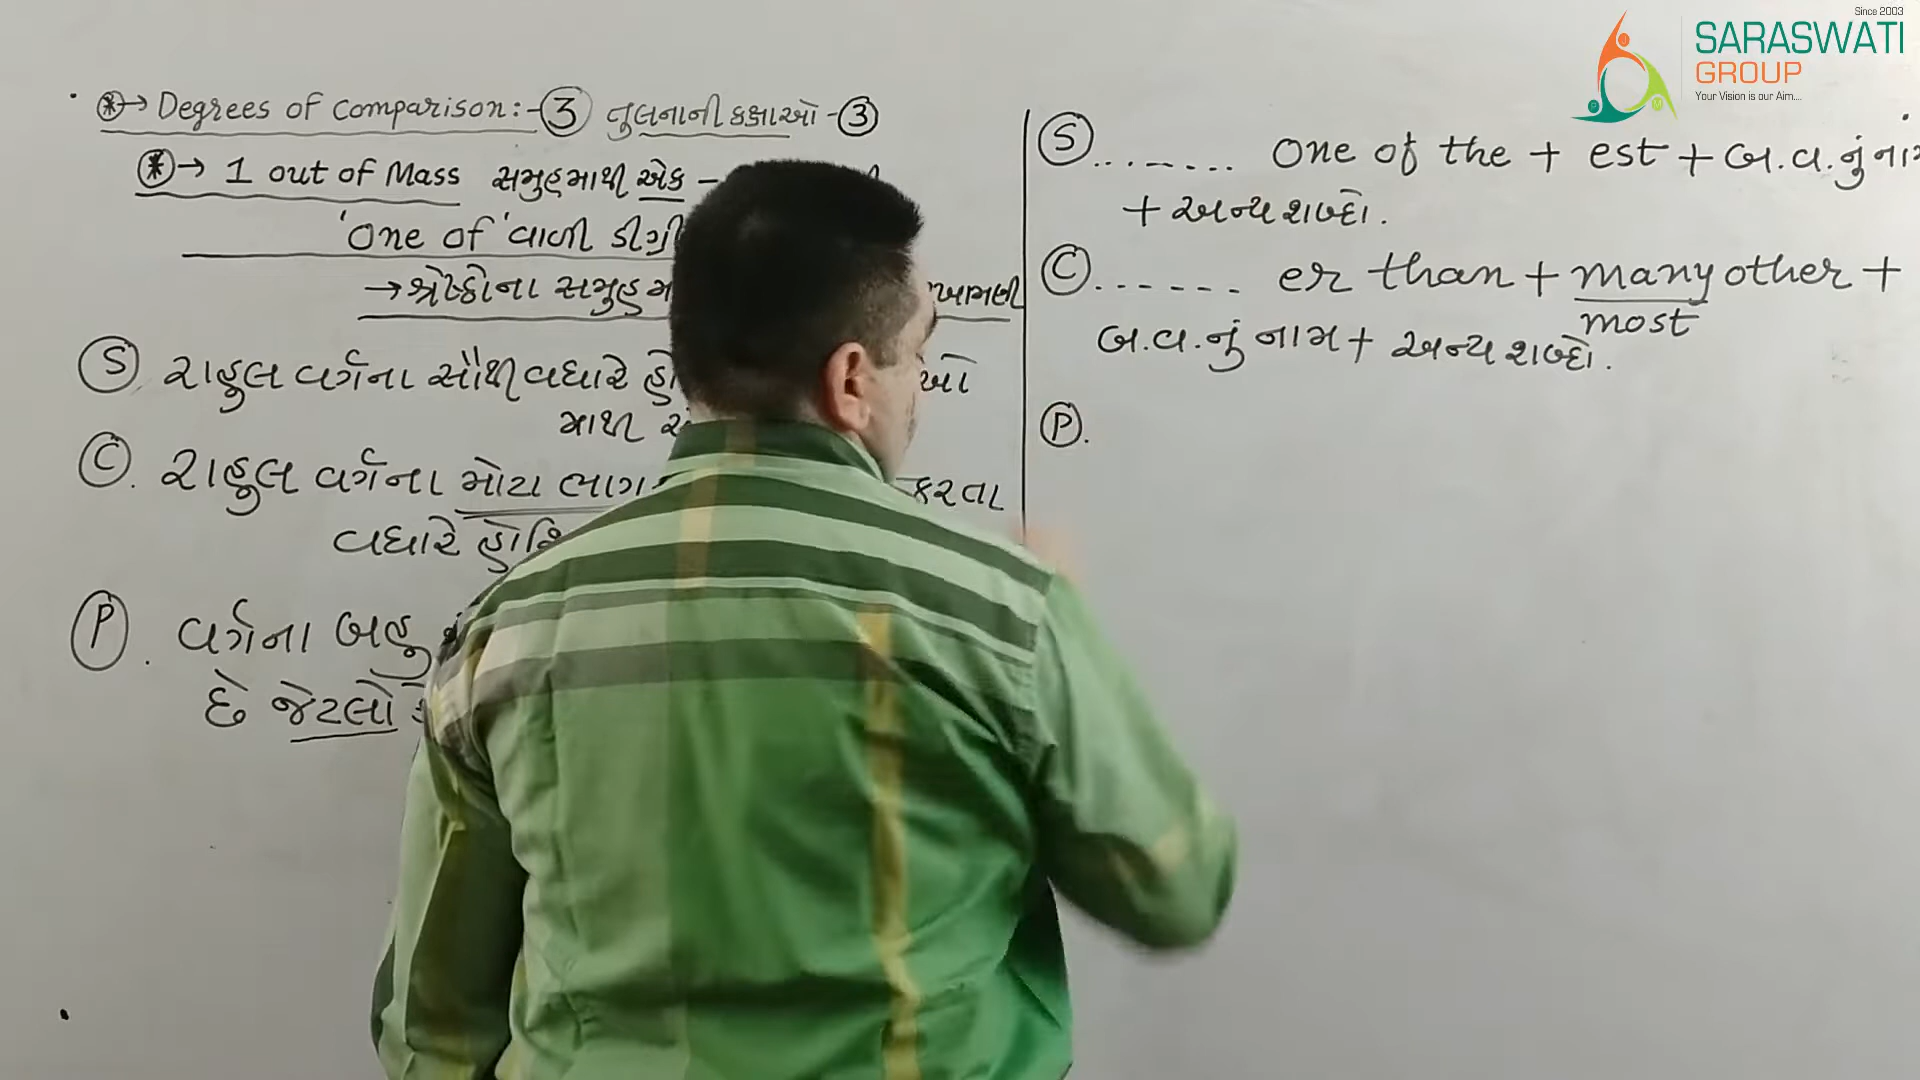 Since 2003
SARASWATI
GROUP
Your Vision is our Aim....
P M
* → Degrees of Comparison:- 3 તુલનાની કક્ષાઓ - 3
* → 1 out of Mass સમુહમાથી એક -
'One of' વાળી ડીગ્રી
→ શ્રેષ્ઠોના સમુહ
S રાહુલ વર્ગના સૌથી વધારે
માથી
C. રાહુલ વર્ગના મોટા ભાગ કરતા
વધારે
P. વર્ગના બહુ
છે જેટલો
S ........ One of the + est + બ.વ.નું
+ અન્ય શબ્દો.
C ...... er than + many other +
most
બ.વ.નું નામ + અન્ય શબ્દો.
P.